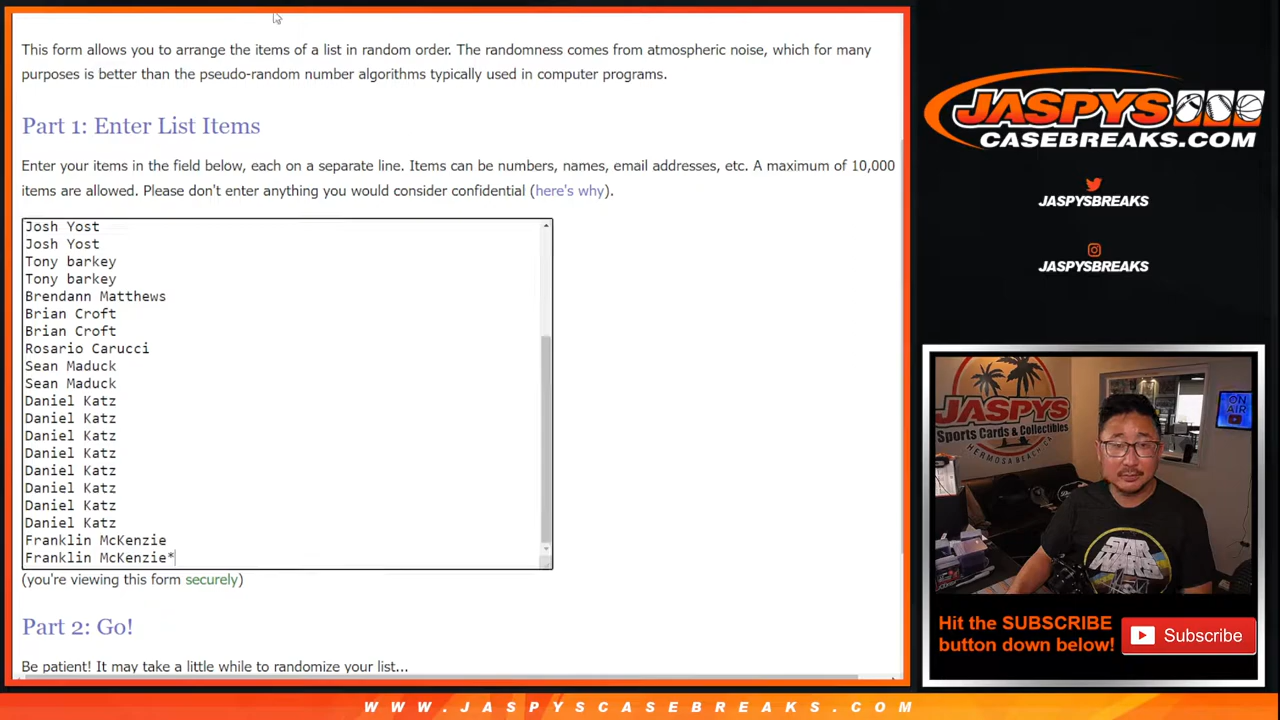 This form allows you to arrange the items of a list in random order. The randomness comes from atmospheric noise, which for many
purposes is better than the pseudo-random number algorithms typically used in computer programs.
Part 1: Enter List Items
Enter your items in the field below, each on a separate line. Items can be numbers, names, email addresses, etc. A maximum of 10,000
items are allowed. Please don't enter anything you would consider confidential (here's why).
Josh Yost
Josh Yost
Tony barkey
Tony barkey
Brendann Matthews
Brian Croft
Brian Croft
Rosario Carucci
Sean Maduck
Sean Maduck
Daniel Katz
Daniel Katz
Daniel Katz
Daniel Katz
Daniel Katz
Daniel Katz
Daniel Katz
Daniel Katz
Franklin McKenzie
Franklin McKenzie*
(you're viewing this form securely)
Part 2: Go!
Be patient! It may take a little while to randomize your list...
JASPYS
CASEBREAKS.COM
JASPYSBREAKS
JASPYSBREAKS
JASPYS
Sports Cards & Collectibles
HERMOSA BEACH, CA
ON
AIR
STAR
WARS
Hit the SUBSCRIBE
button down below!
Subscribe
WWW.JASPYSCASEBREAKS.COM